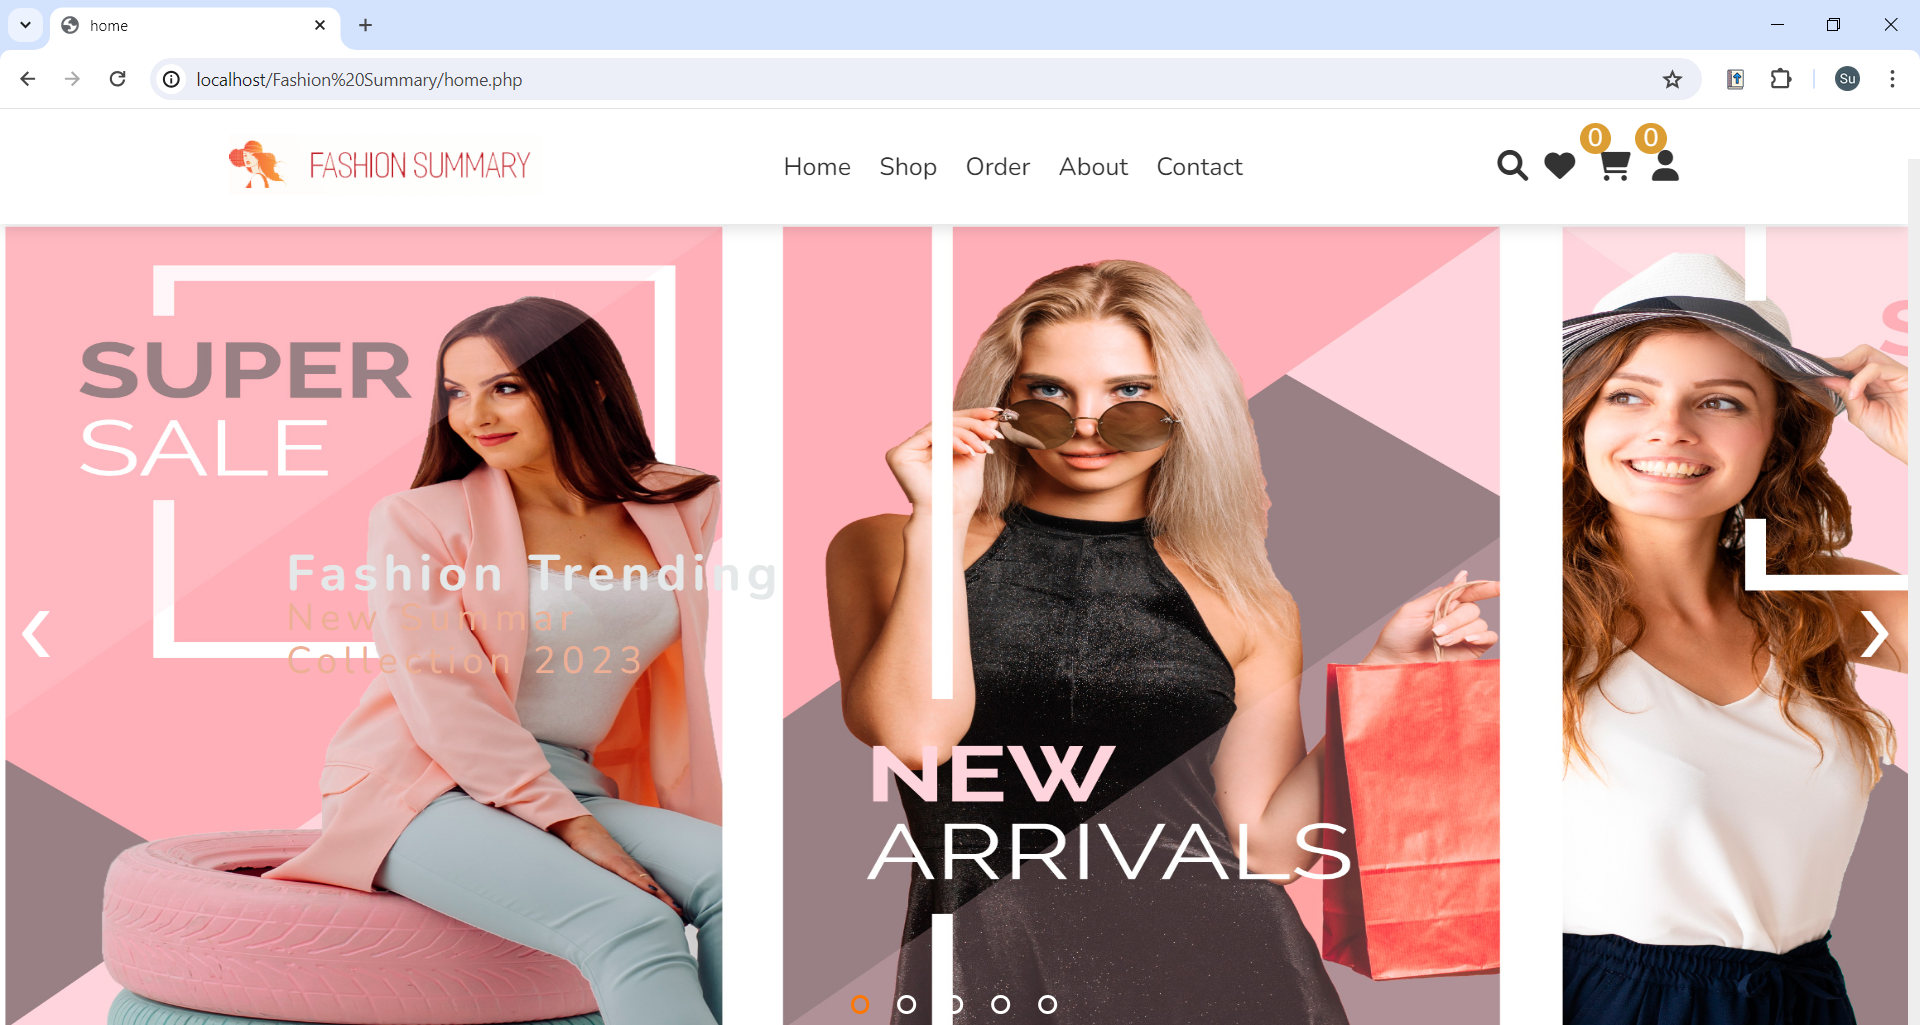 home
localhost/Fashion%20Summary/home.php
Su
FASHION SUMMARY
Home Shop Order About Contact
0 0
SUPER
SALE
Fashion Trending
New Summar
Collection 2023
NEW
ARRIVALS
S